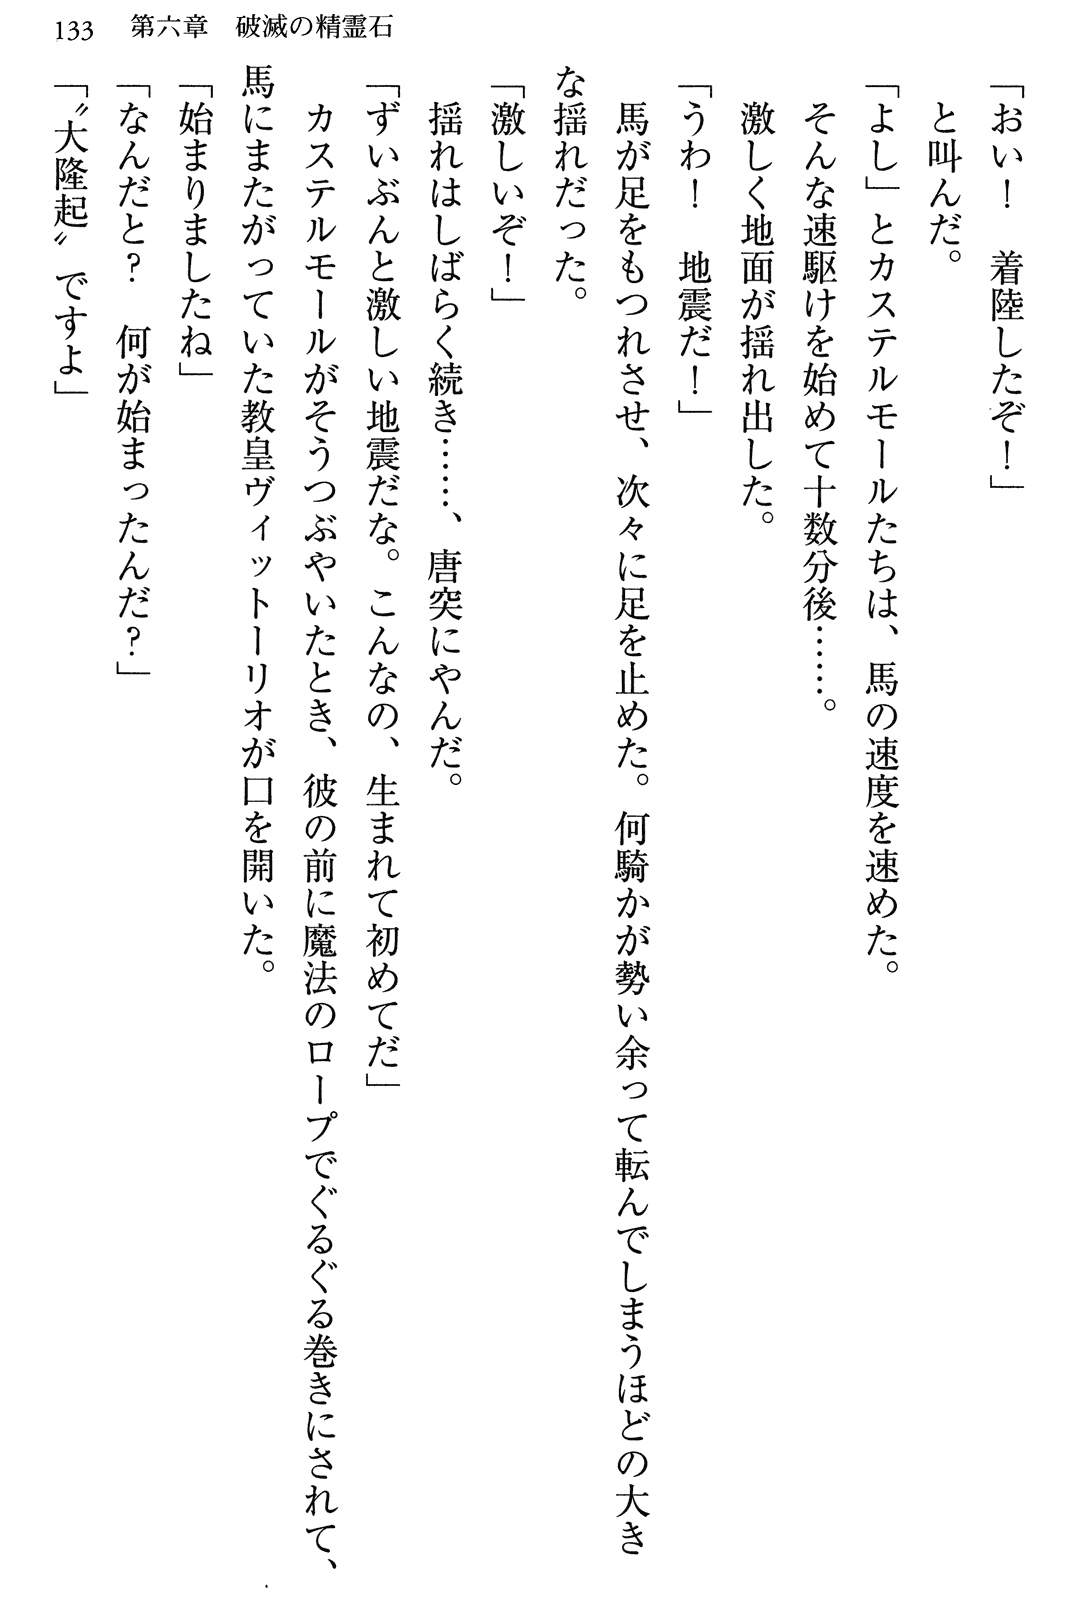 133　第六章　破滅の精霊石
「おい！　着陸したぞ！」
と叫んだ。
「よし」とカステルモールたちは、馬の速度を速めた。
そんな速駆けを始めて十数分後……。
激しく地面が揺れ出した。
「うわ！　地震だ！」
馬が足をもつれさせ、次々に足を止めた。何騎かが勢い余って転んでしまうほどの大き
な揺れだった。
「激しいぞ！」
揺れはしばらく続き……、唐突にやんだ。
「ずいぶんと激しい地震だな。こんなの、生まれて初めてだ」
カステルモールがそうつぶやいたとき、彼の前に魔法のロープでぐるぐる巻きにされて、
馬にまたがっていた教皇ヴィットーリオが口を開いた。
「始まりましたね」
「なんだと？　何が始まったんだ？」
「〝大隆起〟ですよ」